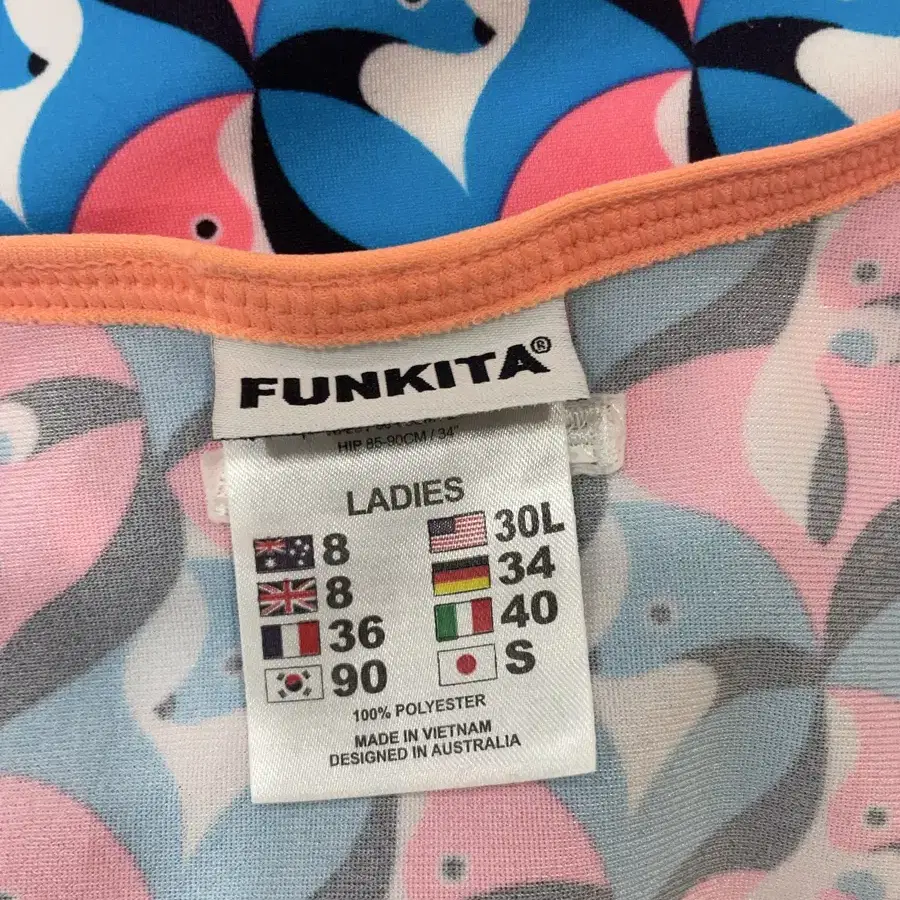 FUNKITA®
HIP 85-90CM / 34"
LADIES
8 30L
8 34
36 40
90 S
100% POLYESTER
MADE IN VIETNAM
DESIGNED IN AUSTRALIA